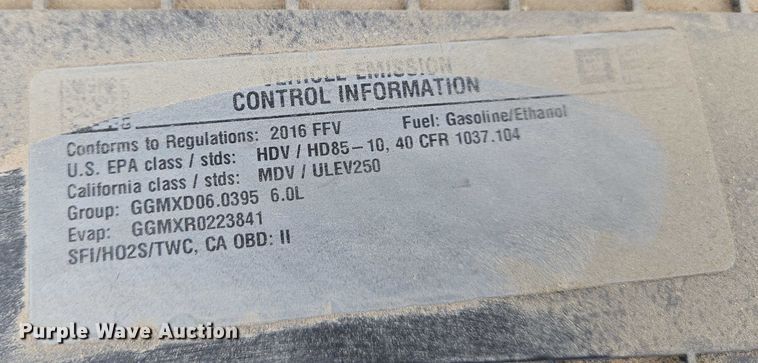 VEHICLE EMISSION
CONTROL INFORMATION
Conforms to Regulations: 2016 FFV Fuel: Gasoline/Ethanol
U.S. EPA class / stds: HDV / HD85-10, 40 CFR 1037.104
California class / stds: MDV / ULEV250
Group: GGMXD06.0395 6.0L
Evap: GGMXR0223841
SFI/HO2S/TWC, CA OBD: II
Purple Wave Auction